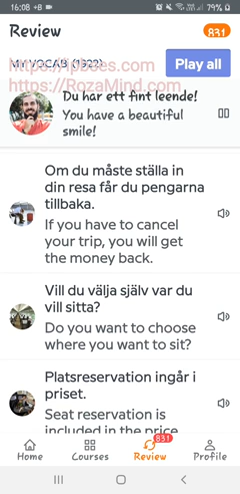 16:08 +8
79%
Review
831
MY VOCAB (1322)
https://iposes.com
Play all
https://RozaMind.com
Du har ett fint leende!
You have a beautiful
smile!
Om du måste ställa in
din resa får du pengarna
tillbaka.
If you have to cancel
your trip, you will get
the money back.
Vill du välja själv var du
vill sitta?
Do you want to choose
where you want to sit?
Platsreservation ingår i
priset.
Seat reservation is
included in the price
831
Home Courses Review Profile